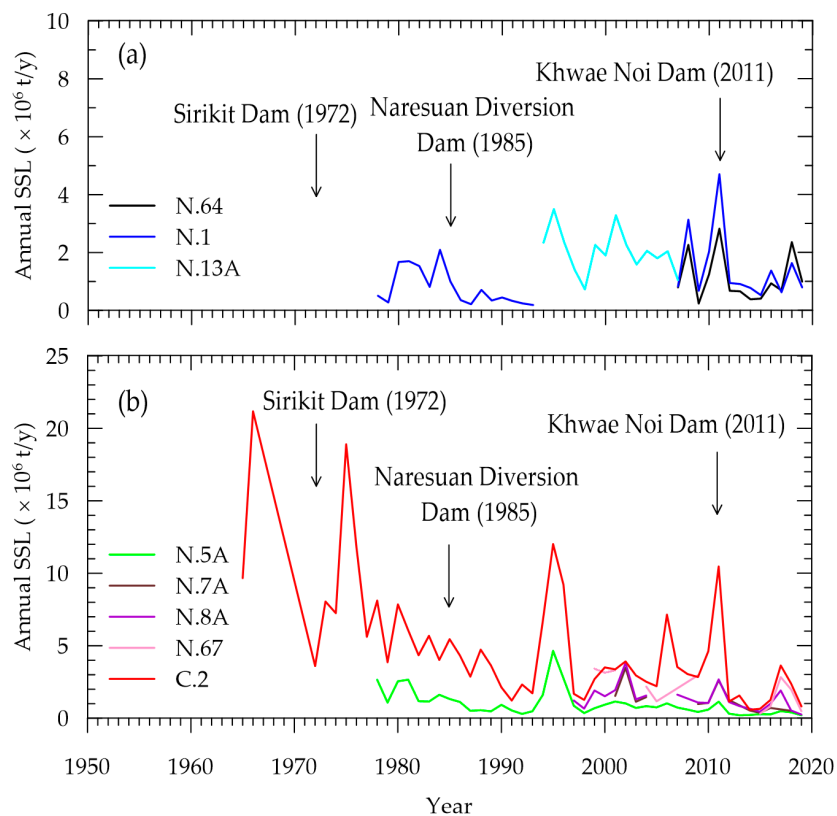 (a)
Annual SSL ( × 10⁶ t/y)
10
8
6
4
2
0
Khwae Noi Dam (2011)
Sirikit Dam (1972)
Naresuan Diversion
Dam (1985)
N.64
N.1
N.13A
(b)
Annual SSL ( × 10⁶ t/y)
25
20
15
10
5
0
Sirikit Dam (1972)
Khwae Noi Dam (2011)
Naresuan Diversion
Dam (1985)
N.5A
N.7A
N.8A
N.67
C.2
1950 1960 1970 1980 1990 2000 2010 2020
Year